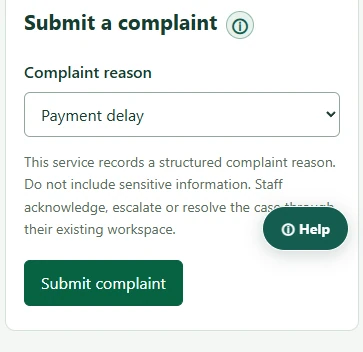 Submit a complaint
Complaint reason
Payment delay
This service records a structured complaint reason.
Do not include sensitive information. Staff
acknowledge, escalate or resolve the case through
their existing workspace.
Help
Submit complaint